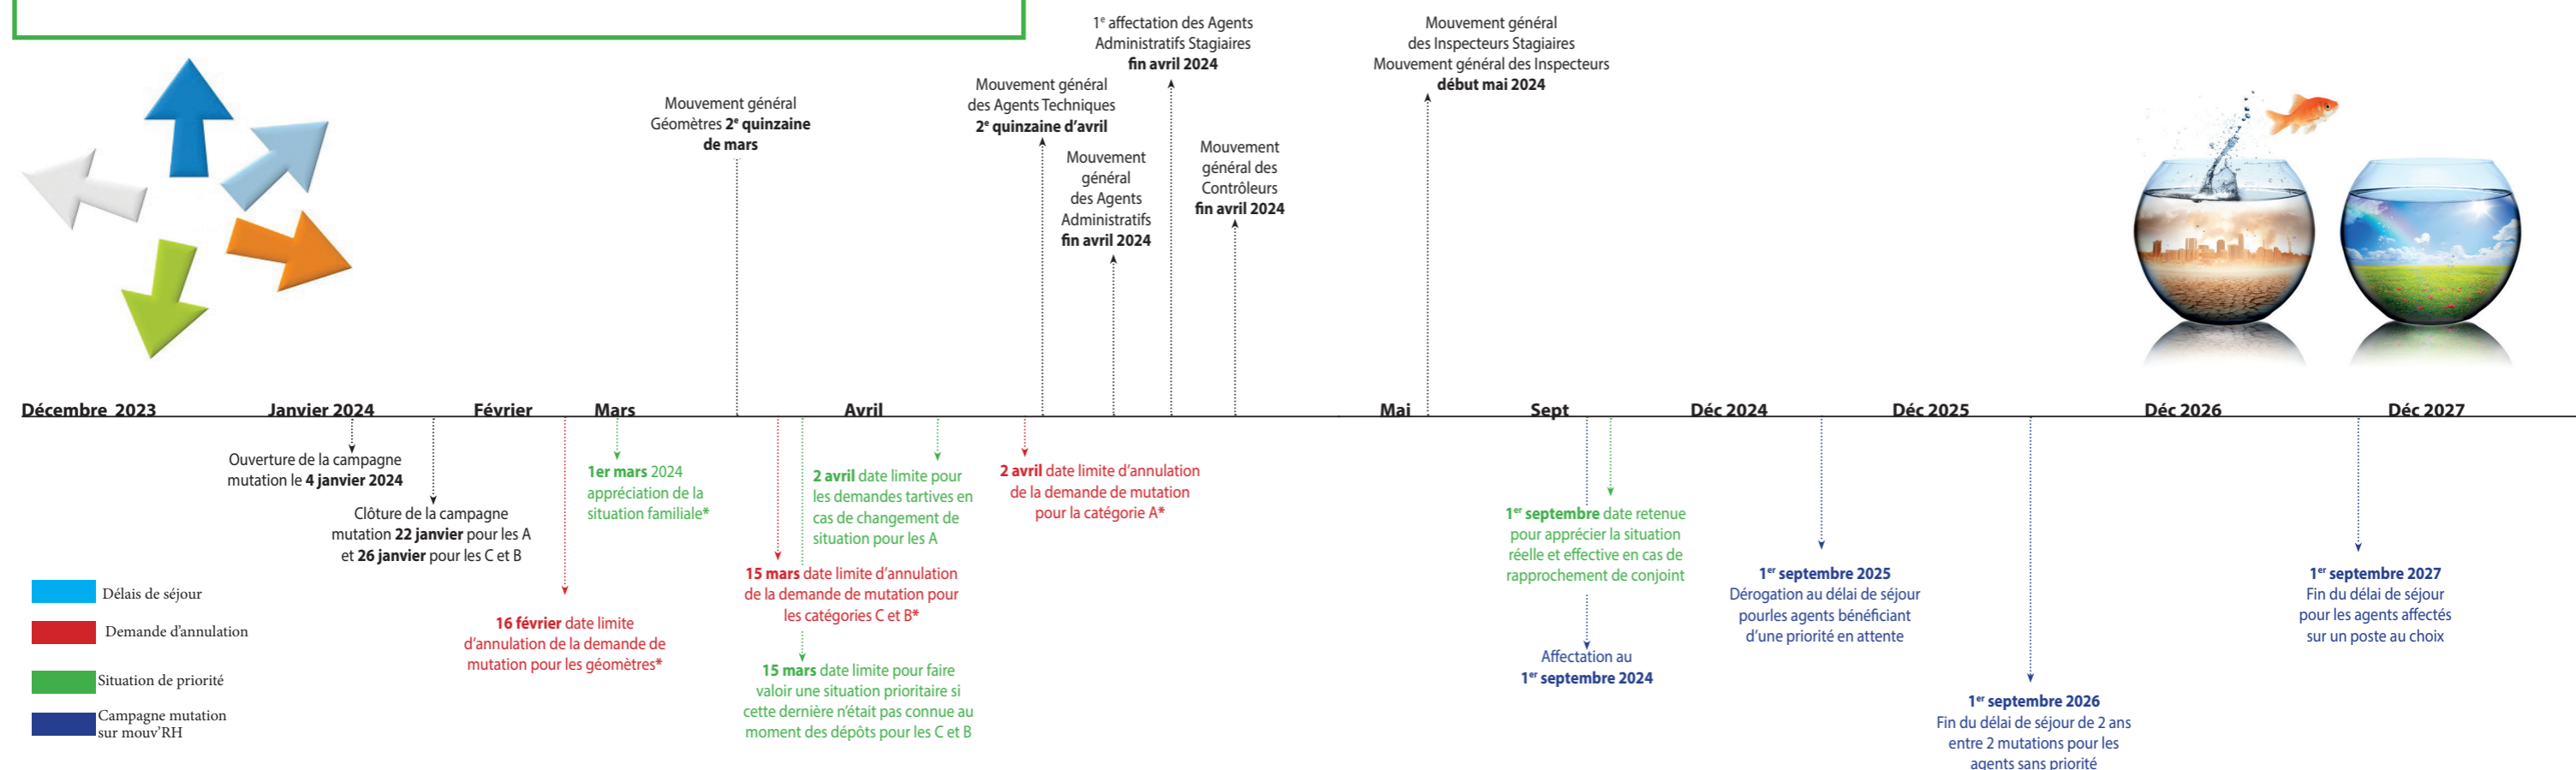 1e affectation des Agents
Administratifs Stagiaires
fin avril 2024
Mouvement général
des Inspecteurs Stagiaires
Mouvement général des Inspecteurs
début mai 2024
Mouvement général
Géomètres 2e quinzaine
de mars
Mouvement général
des Agents Techniques
2e quinzaine d'avril
Mouvement
général
des Agents
Administratifs
fin avril 2024
Mouvement
général des
Contrôleurs
fin avril 2024
Décembre 2023
Janvier 2024
Février
Mars
Avril
Mai
Sept
Déc 2024
Déc 2025
Déc 2026
Déc 2027
Ouverture de la campagne
mutation le 4 janvier 2024
Clôture de la campagne
mutation 22 janvier pour les A
et 26 janvier pour les C et B
16 février date limite
d'annulation de la demande de
mutation pour les géomètres*
1er mars 2024
appréciation de la
situation familiale*
15 mars date limite d'annulation
de la demande de mutation pour
les catégories C et B*
15 mars date limite pour faire
valoir une situation prioritaire si
cette dernière n'était pas connue au
moment des dépôts pour les C et B
2 avril date limite pour
les demandes tartives en
cas de changement de
situation pour les A
2 avril date limite d'annulation
de la demande de mutation
pour la catégorie A*
1er septembre date retenue
pour apprécier la situation
réelle et effective en cas de
rapprochement de conjoint
Affectation au
1er septembre 2024
1er septembre 2025
Dérogation au délai de séjour
pourles agents bénéficiant
d'une priorité en attente
1er septembre 2026
Fin du délai de séjour de 2 ans
entre 2 mutations pour les
agents sans priorité
1er septembre 2027
Fin du délai de séjour
pour les agents affectés
sur un poste au choix
Délais de séjour
Demande d'annulation
Situation de priorité
Campagne mutation
sur mouv'RH